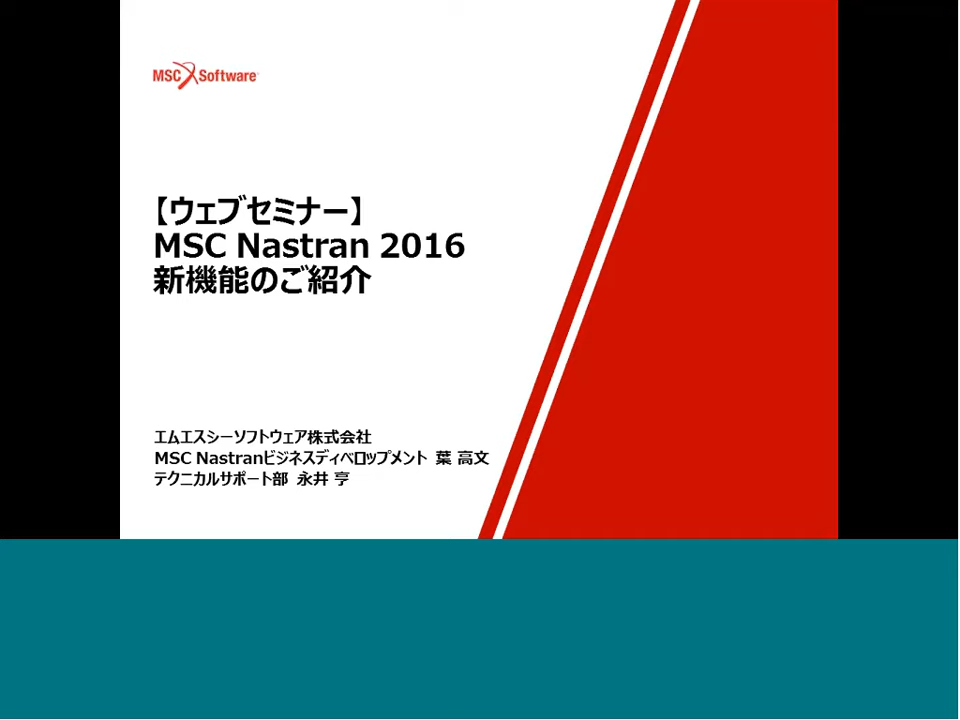 MSC Software
【ウェブセミナー】
MSC Nastran 2016
新機能のご紹介
エムエスシーソフトウェア株式会社
MSC Nastranビジネスディベロップメント 葉 高文
テクニカルサポート部 永井 亨